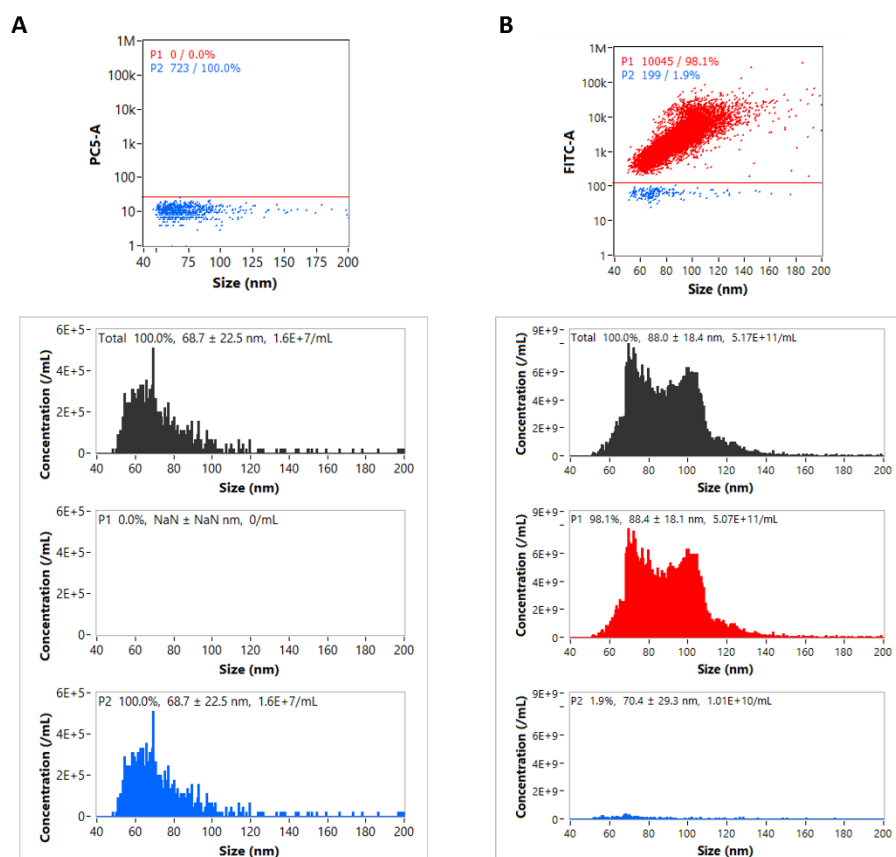 A
P1 0 / 0.0%
P2 723 / 100.0%
1M
100k
10k
1k
100
10
1
PC5-A
40 75 100 125 150 175 200
Size (nm)
Total 100.0%, 68.7 ± 22.5 nm, 1.6E+7/mL
6E+5
4E+5
2E+5
0
Concentration (/mL)
40 60 80 100 120 140 160 180 200
Size (nm)
P1 0.0%, NaN ± NaN nm, 0/mL
6E+5
4E+5
2E+5
0
Concentration (/mL)
40 60 80 100 120 140 160 180 200
Size (nm)
P2 100.0%, 68.7 ± 22.5 nm, 1.6E+7/mL
6E+5
4E+5
2E+5
0
Concentration (/mL)
40 60 80 100 120 140 160 180 200
Size (nm)
B
P1 10045 / 98.1%
P2 199 / 1.9%
1M
100k
10k
1k
100
1
FITC-A
40 60 80 100 120 140 160 180 200
Size (nm)
Total 100.0%, 88.0 ± 18.4 nm, 5.17E+11/mL
9E+9
6E+9
4E+9
2E+9
0
Concentration (/mL)
40 60 80 100 120 140 160 180 200
Size (nm)
P1 98.1%, 88.4 ± 18.1 nm, 5.07E+11/mL
9E+9
6E+9
4E+9
2E+9
0
Concentration (/mL)
40 60 80 100 120 140 160 180 200
Size (nm)
P2 1.9%, 70.4 ± 29.3 nm, 1.01E+10/mL
9E+9
6E+9
4E+9
2E+9
0
Concentration (/mL)
40 60 80 100 120 140 160 180 200
Size (nm)